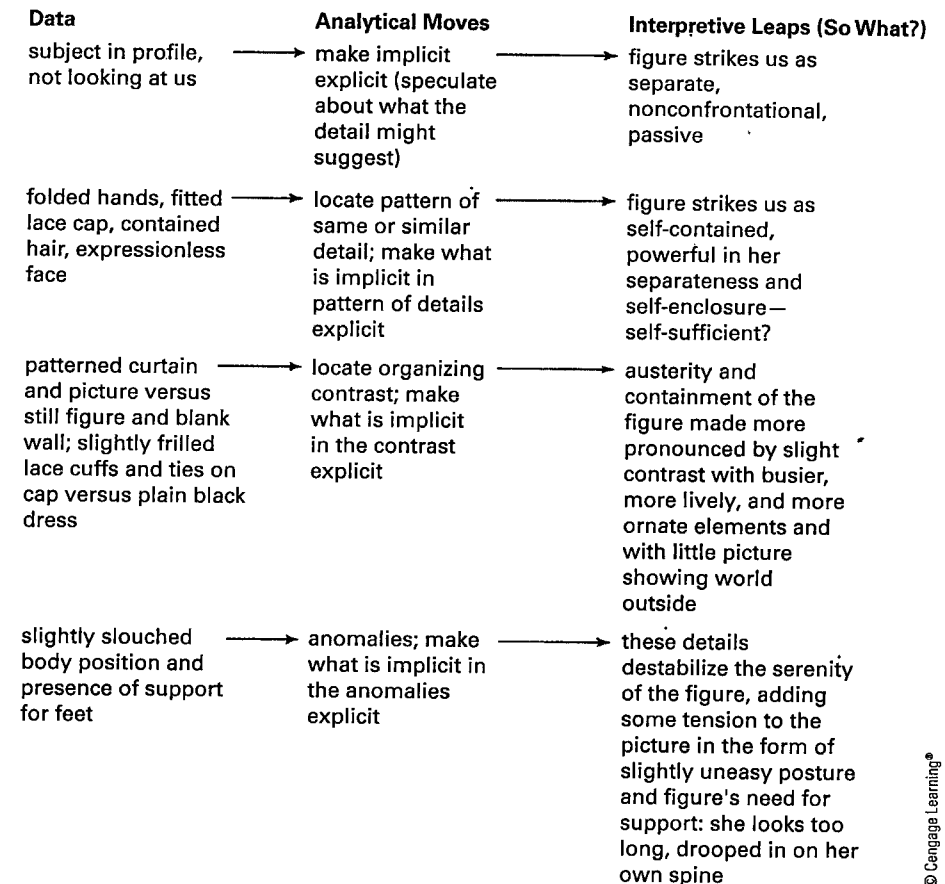 Data
Analytical Moves
Interpretive Leaps (So What?)
subject in profile,
not looking at us
make implicit
explicit (speculate
about what the
detail might
suggest)
figure strikes us as
separate,
nonconfrontational,
passive
folded hands, fitted
lace cap, contained
hair, expressionless
face
locate pattern of
same or similar
detail; make what
is implicit in
pattern of details
explicit
figure strikes us as
self-contained,
powerful in her
separateness and
self-enclosure—
self-sufficient?
patterned curtain
and picture versus
still figure and blank
wall; slightly frilled
lace cuffs and ties on
cap versus plain black
dress
locate organizing
contrast; make
what is implicit
in the contrast
explicit
austerity and
containment of the
figure made more
pronounced by slight
contrast with busier,
more lively, and more
ornate elements and
with little picture
showing world
outside
slightly slouched
body position and
presence of support
for feet
anomalies; make
what is implicit in
the anomalies
explicit
these details
destabilize the serenity
of the figure, adding
some tension to the
picture in the form of
slightly uneasy posture
and figure's need for
support: she looks too
long, drooped in on her
own spine
© Cengage Learning®